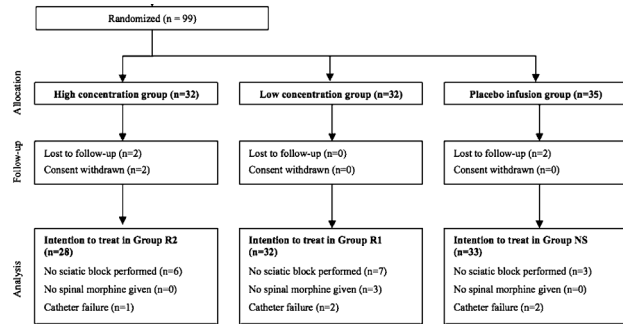 Randomized (n = 99)
Allocation
High concentration group (n=32)
Low concentration group (n=32)
Placebo infusion group (n=35)
Follow-up
Lost to follow-up (n=2)
Consent withdrawn (n=2)
Lost to follow-up (n=0)
Consent withdrawn (n=0)
Lost to follow-up (n=2)
Consent withdrawn (n=0)
Analysis
Intention to treat in Group R2
(n=28)
No sciatic block performed (n=6)
No spinal morphine given (n=0)
Catheter failure (n=1)
Intention to treat in Group R1
(n=32)
No sciatic block performed (n=7)
No spinal morphine given (n=3)
Catheter failure (n=2)
Intention to treat in Group NS
(n=33)
No sciatic block performed (n=3)
No spinal morphine given (n=0)
Catheter failure (n=2)